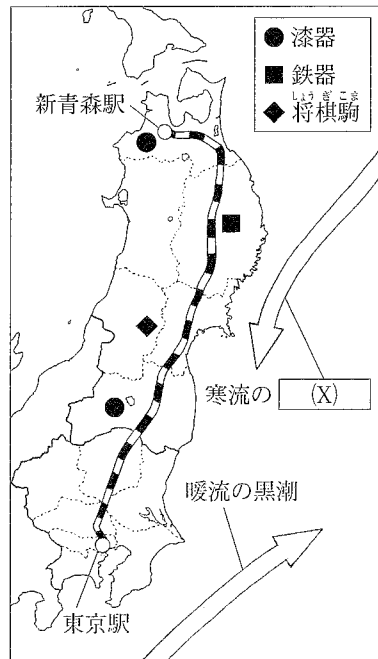 ● 漆器
■ 鉄器
◆ 将棋駒
しょうぎこま
新青森駅
寒流の (X)
暖流の黒潮
東京駅